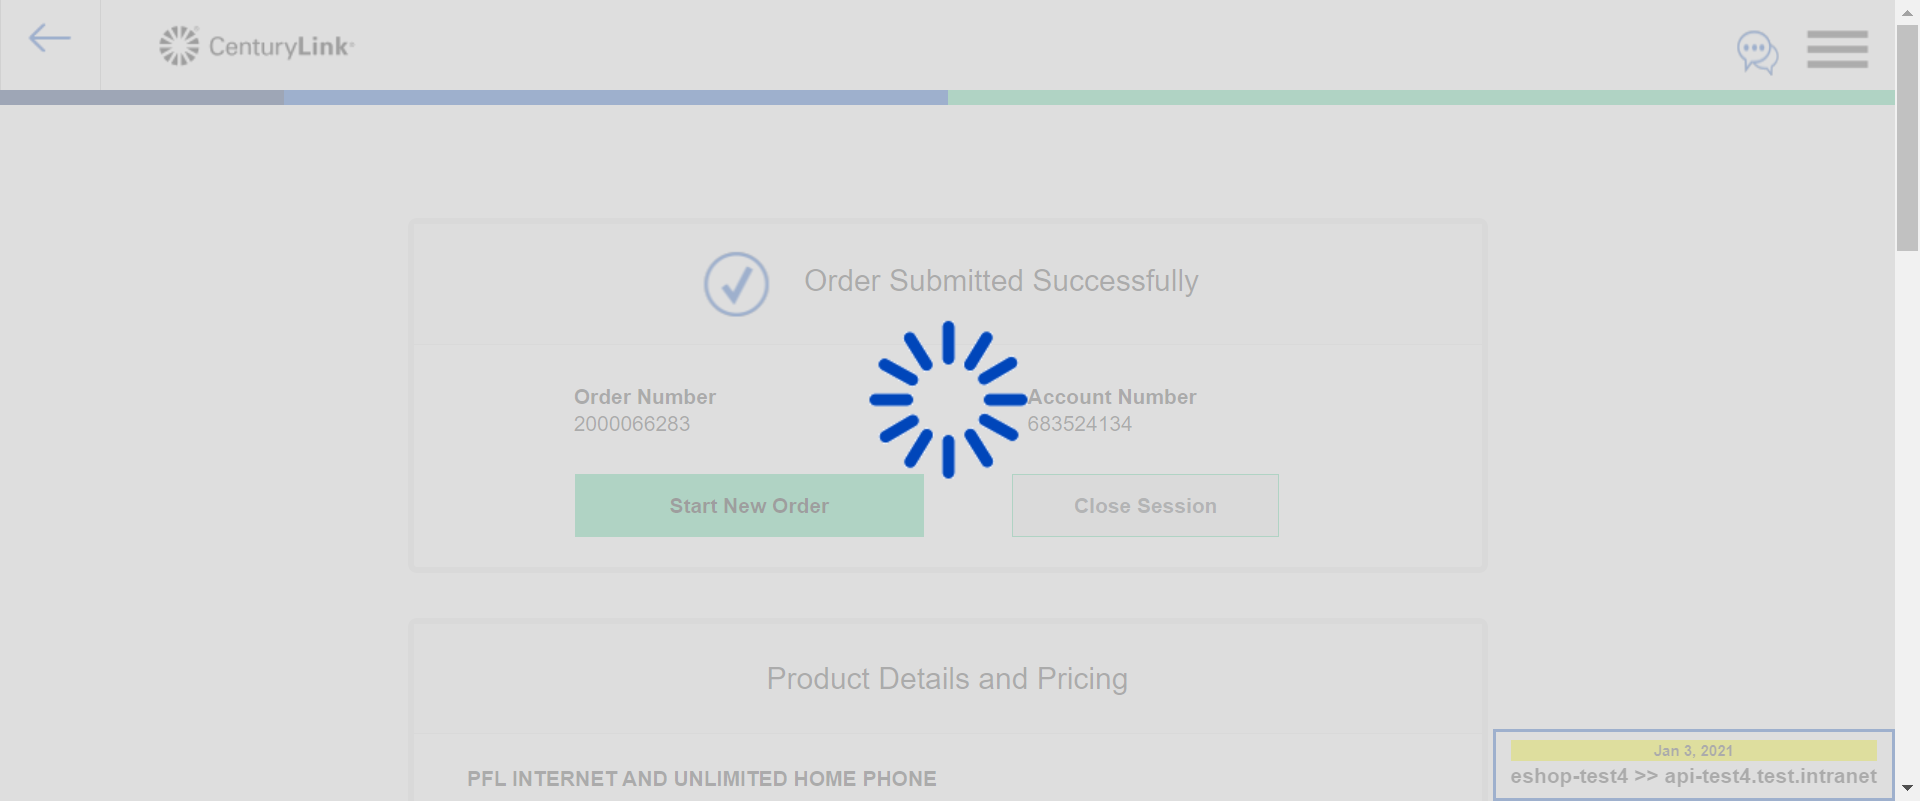 CenturyLink
Order Submitted Successfully
Order Number
2000066283
Account Number
683524134
Start New Order
Close Session
Product Details and Pricing
PFL INTERNET AND UNLIMITED HOME PHONE
Jan 3, 2021
eshop-test4 >> api-test4.test.intranet